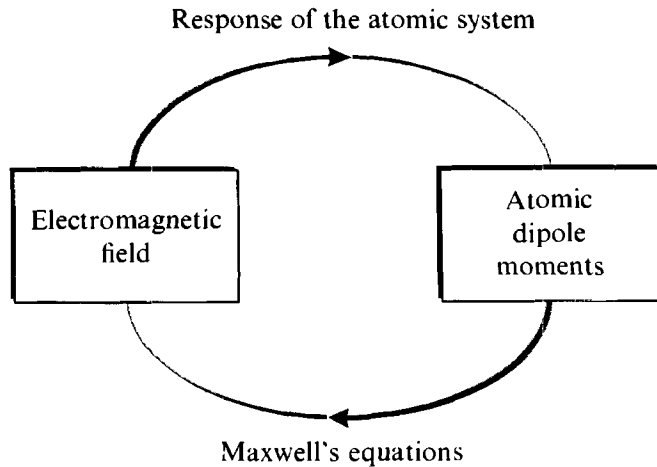 Response of the atomic system
Electromagnetic
field
Atomic
dipole
moments
Maxwell's equations